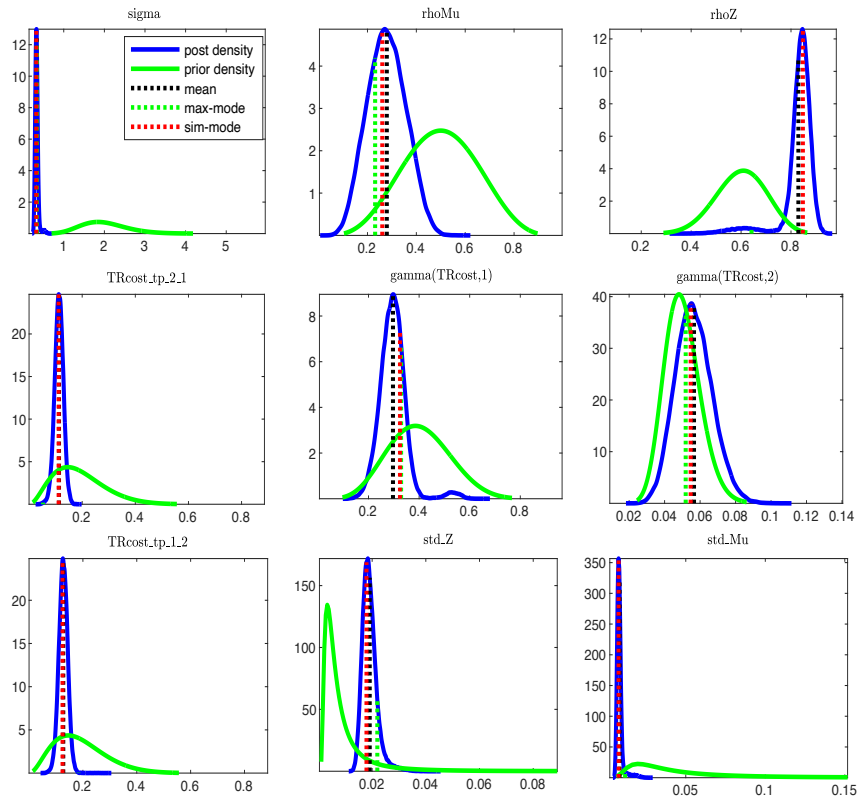 sigma
12
10
8
6
4
2
1 2 3 4 5
post density
prior density
mean
max-mode
sim-mode
rhoMu
4
3
2
1
0.2 0.4 0.6 0.8
rhoZ
12
10
8
6
4
2
0.2 0.4 0.6 0.8
TRcost_tp_2_1
20
15
10
5
0.2 0.4 0.6 0.8
gamma(TRcost,1)
8
6
4
2
0.2 0.4 0.6 0.8
gamma(TRcost,2)
40
30
20
10
0.02 0.04 0.06 0.08 0.1 0.12 0.14
TRcost_tp_1_2
20
15
10
5
0.2 0.4 0.6 0.8
std_Z
150
100
50
0.02 0.04 0.06 0.08
std_Mu
350
300
250
200
150
100
50
0.05 0.1 0.15